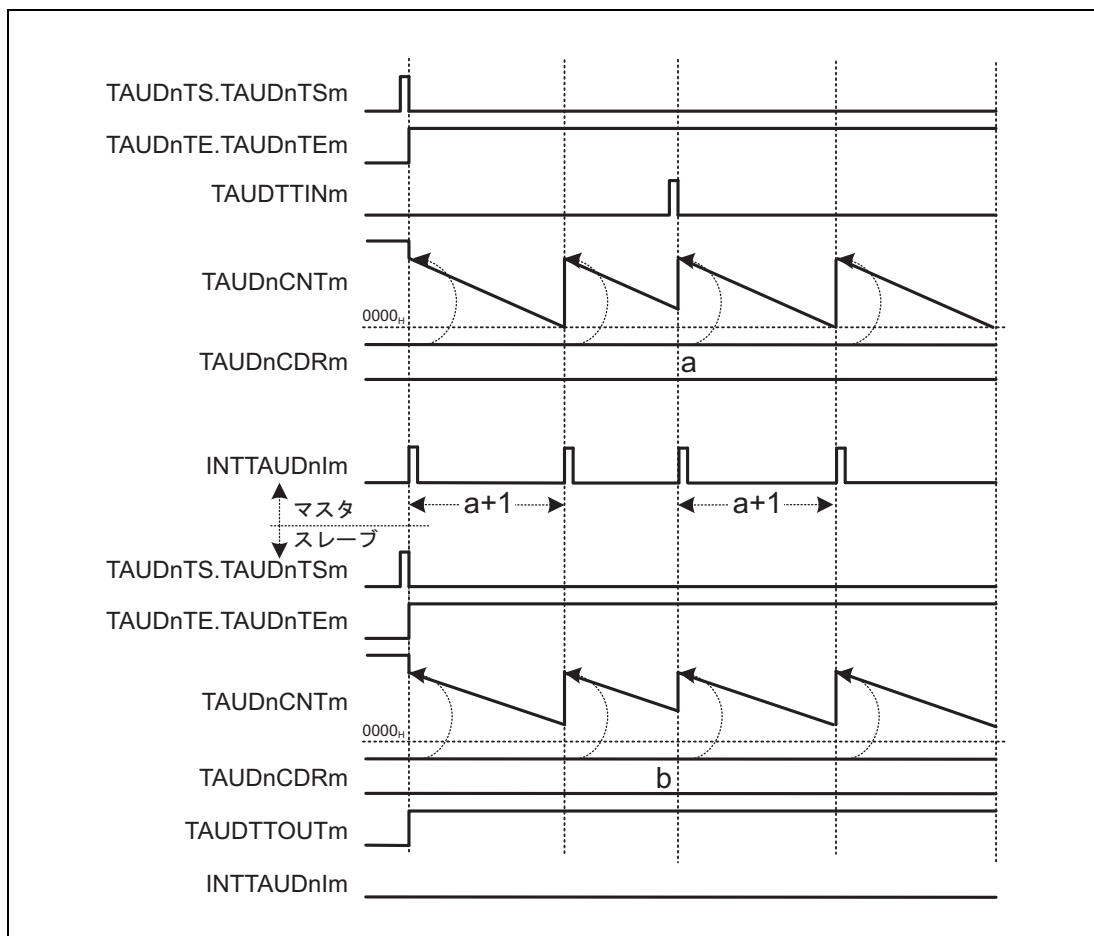 TAUDnTS.TAUDnTSm
TAUDnTE.TAUDnTEm
TAUDTTINm
TAUDnCNTm
0000H
TAUDnCDRm
a
INTTAUDnIm
a+1
a+1
マスタ
スレーブ
TAUDnTS.TAUDnTSm
TAUDnTE.TAUDnTEm
TAUDnCNTm
0000H
TAUDnCDRm
b
TAUDTTOUTm
INTTAUDnIm